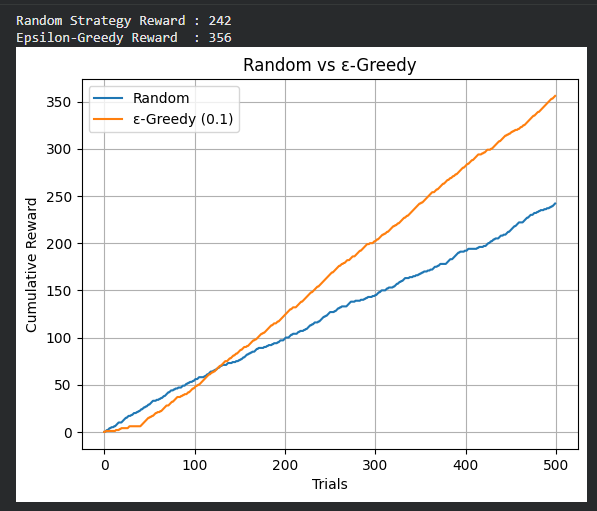 Random Strategy Reward : 242
Epsilon-Greedy Reward  : 356
Random vs ε-Greedy
Random
ε-Greedy (0.1)
350
300
250
200
150
100
50
0
Cumulative Reward
0 100 200 300 400 500
Trials